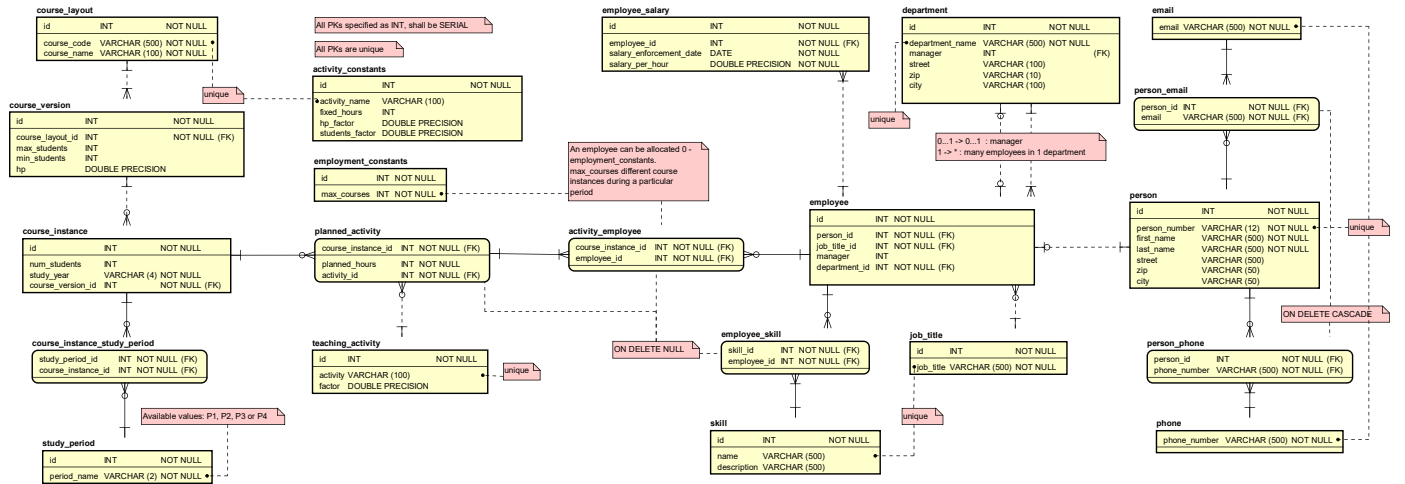 course_layout
id INT NOT NULL
course_code VARCHAR (500) NOT NULL
course_name VARCHAR (100) NOT NULL
All PKs specified as INT, shall be SERIAL
All PKs are unique
unique
activity_constants
id INT NOT NULL
activity_name VARCHAR (100)
fixed_hours INT
hp_factor DOUBLE PRECISION
students_factor DOUBLE PRECISION
employee_salary
id INT NOT NULL
employee_id INT NOT NULL (FK)
salary_enforcement_date DATE NOT NULL
salary_per_hour DOUBLE PRECISION NOT NULL
department
id INT NOT NULL
department_name VARCHAR (500) NOT NULL
manager INT (FK)
street VARCHAR (100)
zip VARCHAR (10)
city VARCHAR (100)
unique
0...1 -> 0...1 : manager
1 -> * : many employees in 1 department
email
email VARCHAR (500) NOT NULL
person_email
person_id INT NOT NULL (FK)
email VARCHAR (500) NOT NULL (FK)
course_version
id INT NOT NULL
course_layout_id INT NOT NULL (FK)
max_students INT
min_students INT
hp DOUBLE PRECISION
employment_constants
id INT NOT NULL
max_courses INT NOT NULL
An employee can be allocated 0 -
employment_constants.
max_courses different course
instances during a particular
period
course_instance
id INT NOT NULL
num_students INT
study_year VARCHAR (4) NOT NULL
course_version_id INT NOT NULL (FK)
planned_activity
course_instance_id INT NOT NULL (FK)
planned_hours INT NOT NULL
activity_id INT NOT NULL (FK)
activity_employee
course_instance_id INT NOT NULL (FK)
employee_id INT NOT NULL (FK)
employee
id INT NOT NULL
person_id INT NOT NULL (FK)
job_title_id INT NOT NULL (FK)
manager INT
department_id INT NOT NULL (FK)
person
id INT NOT NULL
person_number VARCHAR (12) NOT NULL
first_name VARCHAR (500) NOT NULL
last_name VARCHAR (500) NOT NULL
street VARCHAR (500)
zip VARCHAR (50)
city VARCHAR (50)
unique
ON DELETE CASCADE
course_instance_study_period
study_period_id INT NOT NULL (FK)
course_instance_id INT NOT NULL (FK)
Available values: P1, P2, P3 or P4
study_period
id INT NOT NULL
period_name VARCHAR (2) NOT NULL
teaching_activity
id INT NOT NULL
activity VARCHAR (100)
factor DOUBLE PRECISION
unique
ON DELETE NULL
employee_skill
skill_id INT NOT NULL (FK)
employee_id INT NOT NULL (FK)
job_title
id INT NOT NULL
job_title VARCHAR (500) NOT NULL
unique
skill
id INT NOT NULL
name VARCHAR (500)
description VARCHAR (500)
person_phone
person_id INT NOT NULL (FK)
phone_number VARCHAR (500) NOT NULL (FK)
phone
phone_number VARCHAR (500) NOT NULL